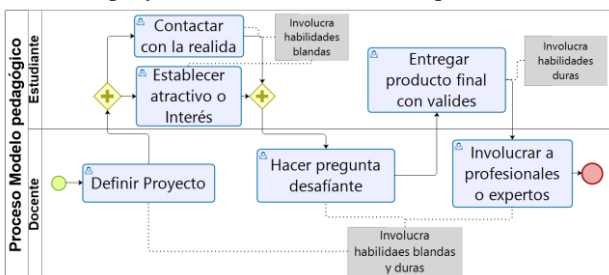 Proceso Modelo pedagógico
Estudiante
Contactar
con la realida
Involucra
habilidades
blandas
Establecer
atractivo o
Interés
Entregar
producto final
con valides
Involucra
habilidades
duras
Docente
Definir Proyecto
Hacer pregunta
desafíante
Involucrar a
profesionales
o expertos
Involucra
habilidaes blandas
y duras